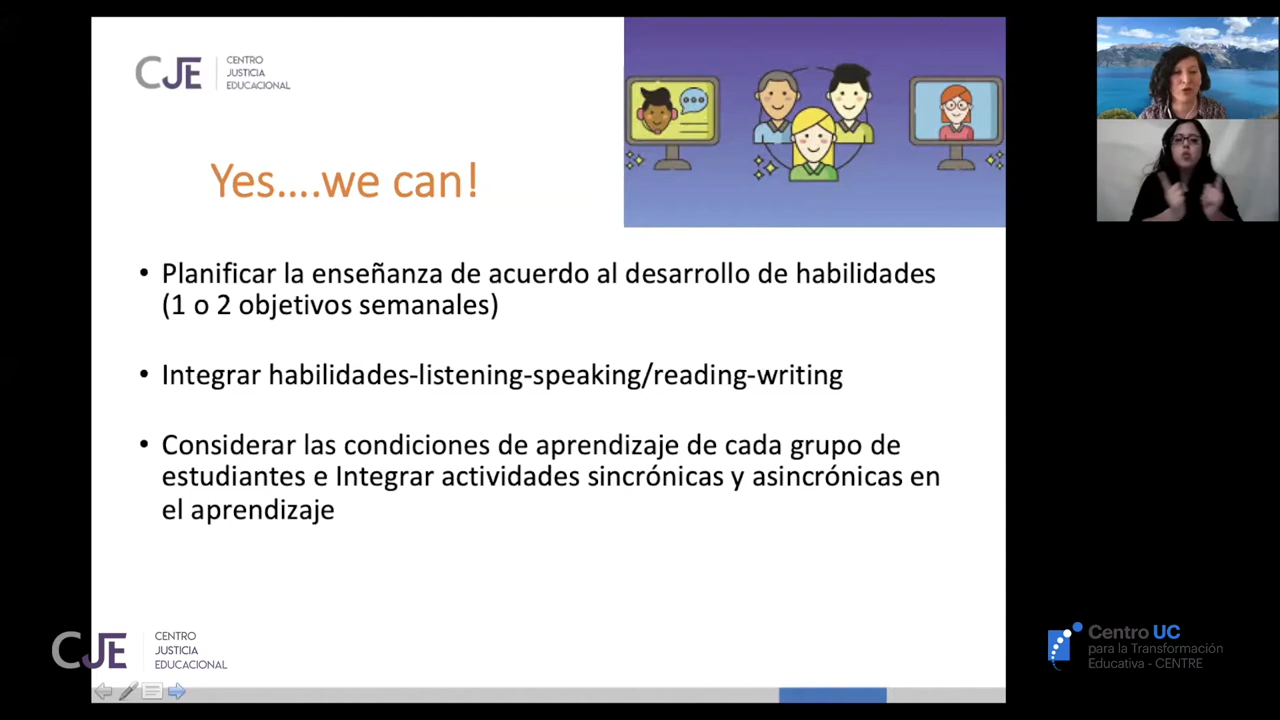 CJE
CENTRO
JUSTICIA
EDUCACIONAL
Yes....we can!
• Planificar la enseñanza de acuerdo al desarrollo de habilidades
(1 o 2 objetivos semanales)
• Integrar habilidades-listening-speaking/reading-writing
• Considerar las condiciones de aprendizaje de cada grupo de
estudiantes e Integrar actividades sincrónicas y asincrónicas en
el aprendizaje
CJE
CENTRO
JUSTICIA
EDUCACIONAL
Centro UC
para la Transformación
Educativa - CENTRE